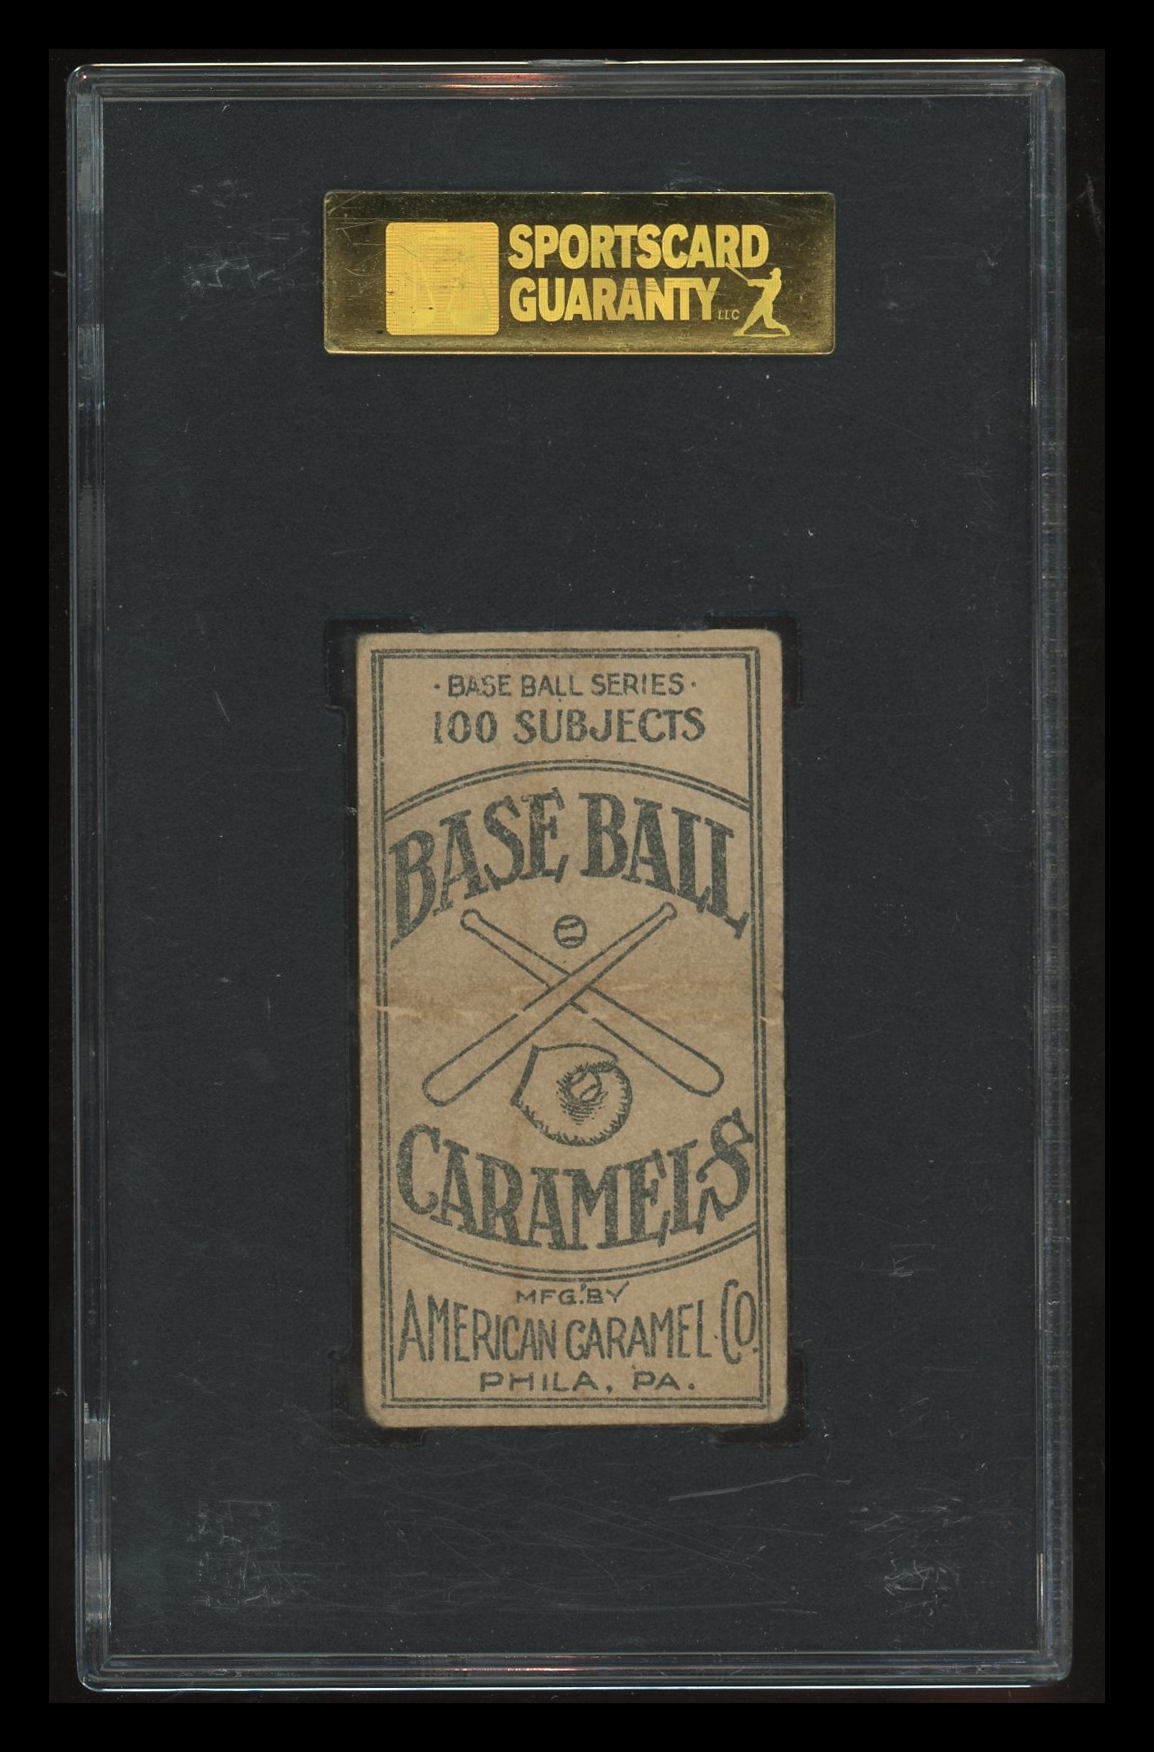 SPORTSCARD
GUARANTY LLC
· BASE BALL SERIES ·
100 SUBJECTS
BASE BALL
CARAMELS
MFG. BY
AMERICAN CARAMEL CO.
PHILA, PA.